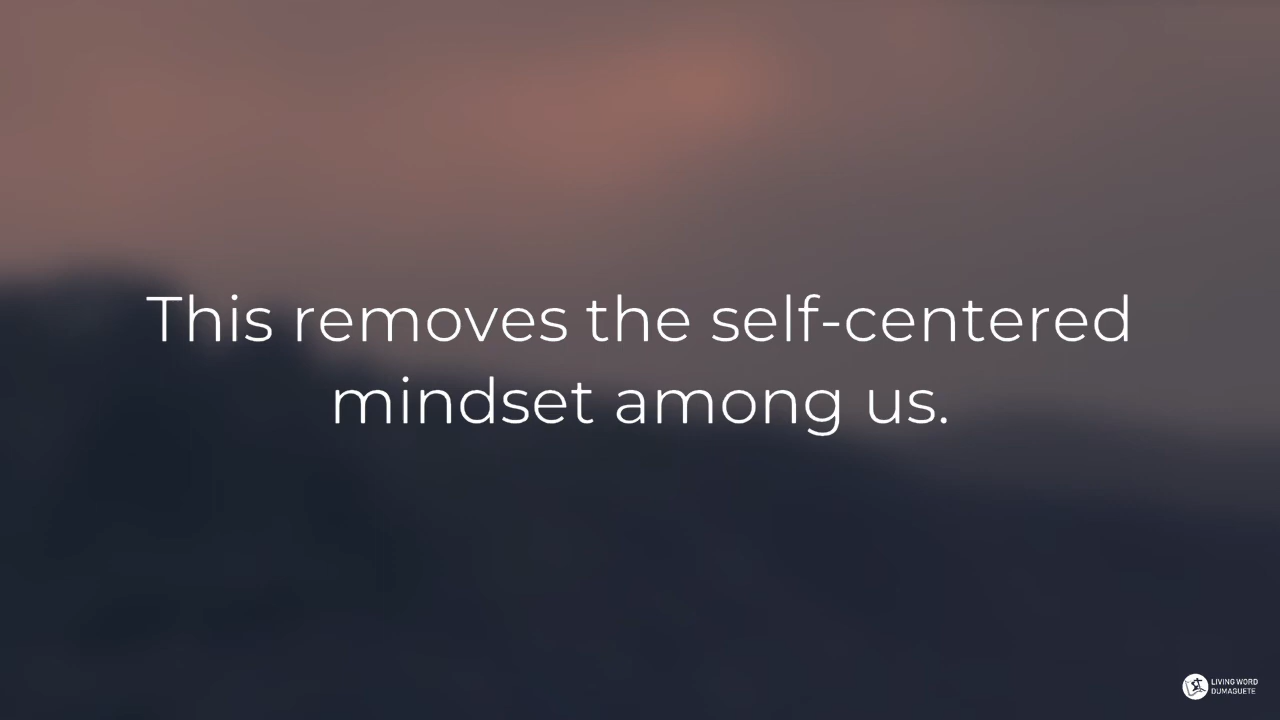 This removes the self-centered
mindset among us.
LIVING WORD
DUMAGUETE